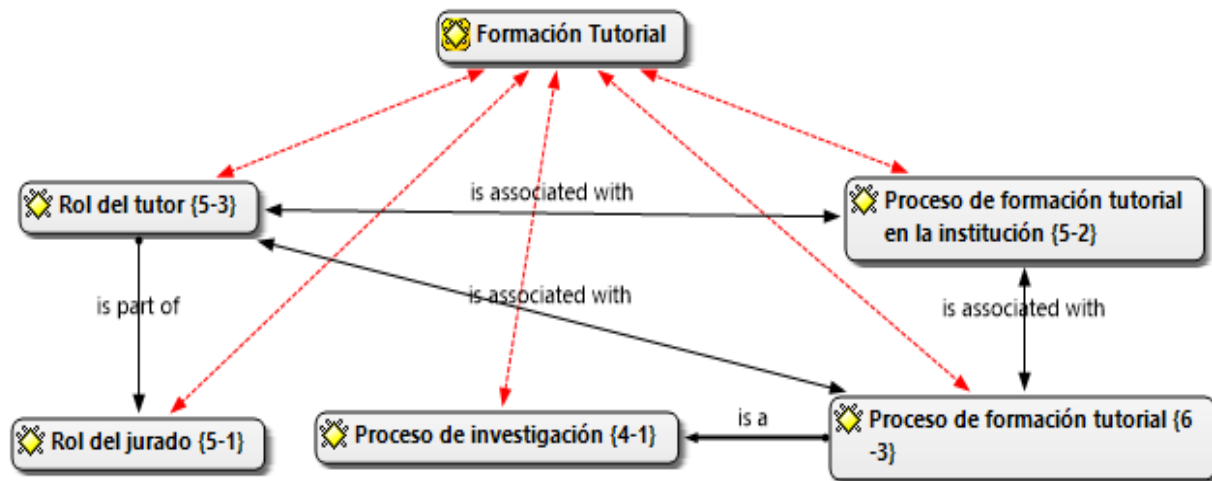 Formación Tutorial
Rol del tutor {5-3}
is associated with
Proceso de formación tutorial
en la institución {5-2}
is part of
is associated with
is associated with
Rol del jurado {5-1}
Proceso de investigación {4-1}
is a
Proceso de formación tutorial {6
-3}